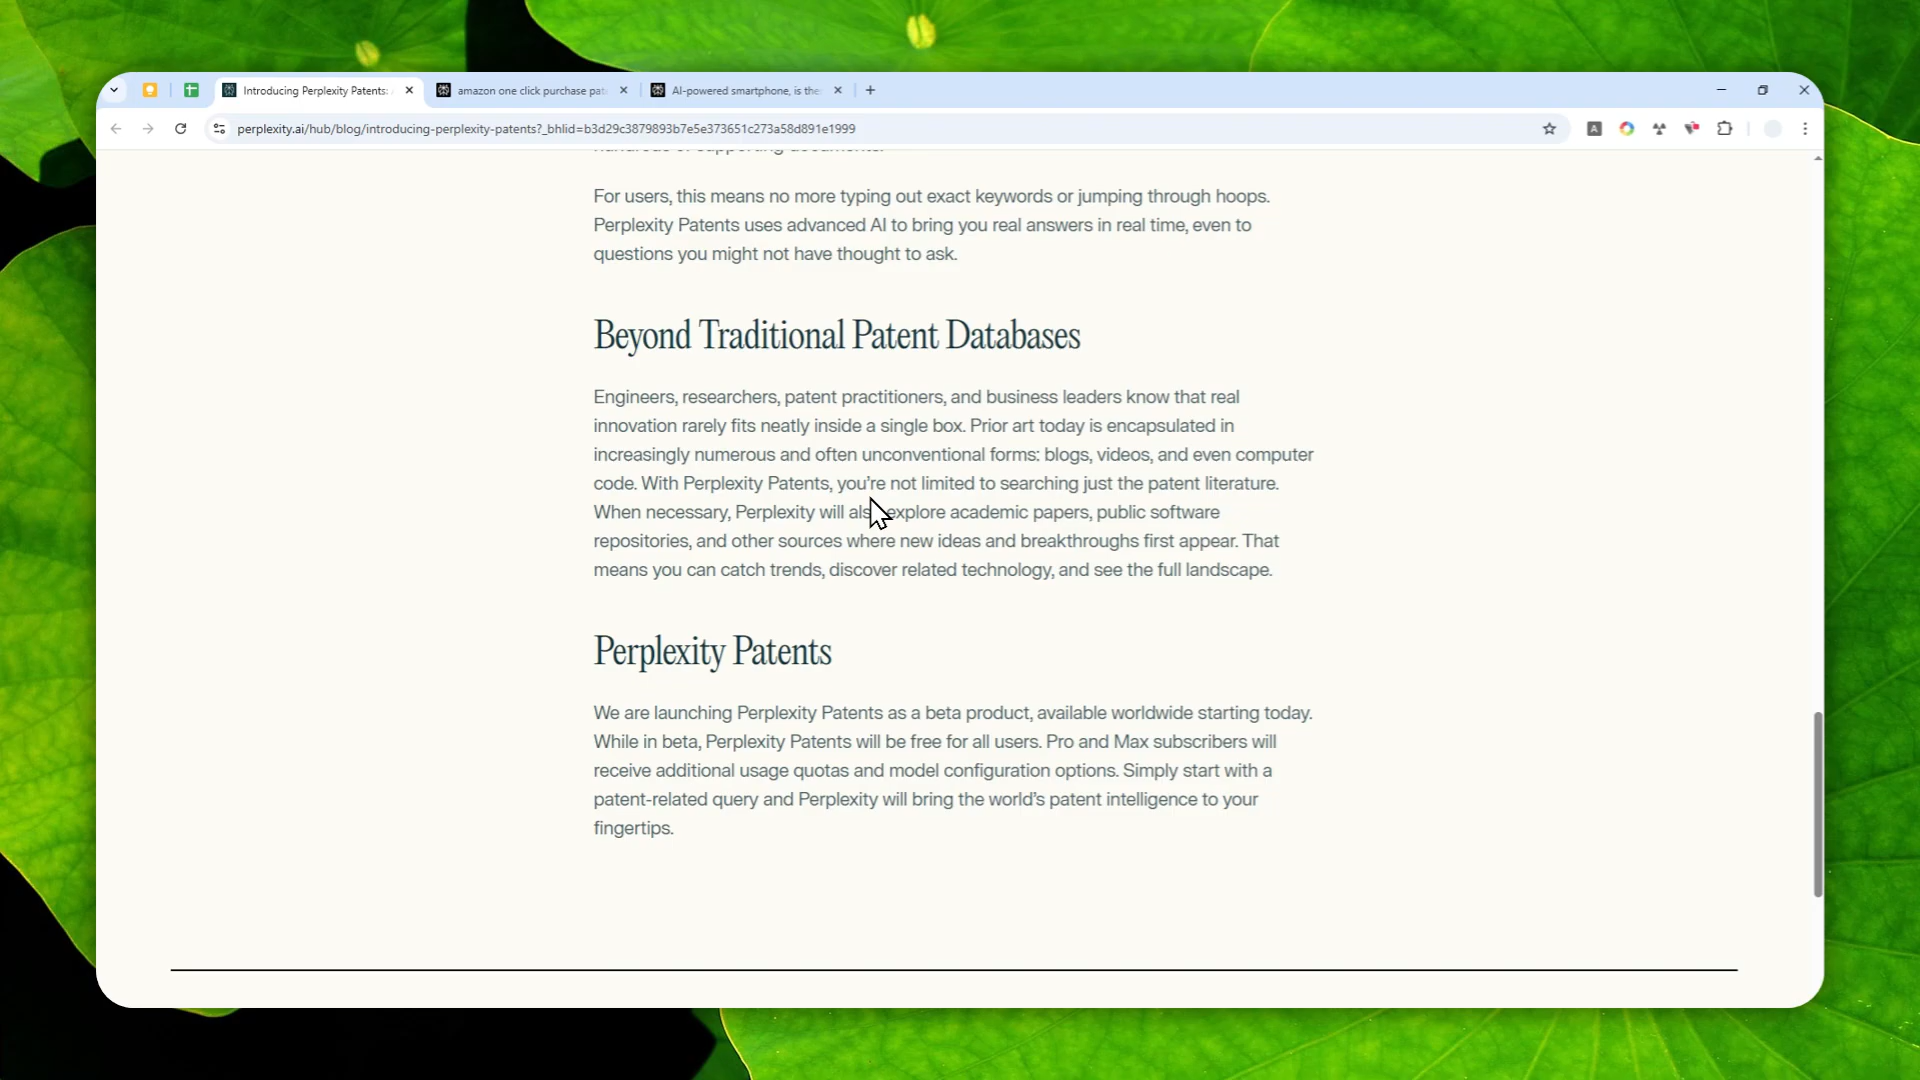 Introducing Perplexity Patents:
amazon one click purchase pat
AI-powered smartphone, is the
perplexity.ai/hub/blog/introducing-perplexity-patents?_bhlid=b3d29c3879893b7e5e373651c273a58d891e1999
hundreds of supporting documents.
For users, this means no more typing out exact keywords or jumping through hoops.
Perplexity Patents uses advanced AI to bring you real answers in real time, even to
questions you might not have thought to ask.
Beyond Traditional Patent Databases
Engineers, researchers, patent practitioners, and business leaders know that real
innovation rarely fits neatly inside a single box. Prior art today is encapsulated in
increasingly numerous and often unconventional forms: blogs, videos, and even computer
code. With Perplexity Patents, you’re not limited to searching just the patent literature.
When necessary, Perplexity will also explore academic papers, public software
repositories, and other sources where new ideas and breakthroughs first appear. That
means you can catch trends, discover related technology, and see the full landscape.
Perplexity Patents
We are launching Perplexity Patents as a beta product, available worldwide starting today.
While in beta, Perplexity Patents will be free for all users. Pro and Max subscribers will
receive additional usage quotas and model configuration options. Simply start with a
patent-related query and Perplexity will bring the world’s patent intelligence to your
fingertips.